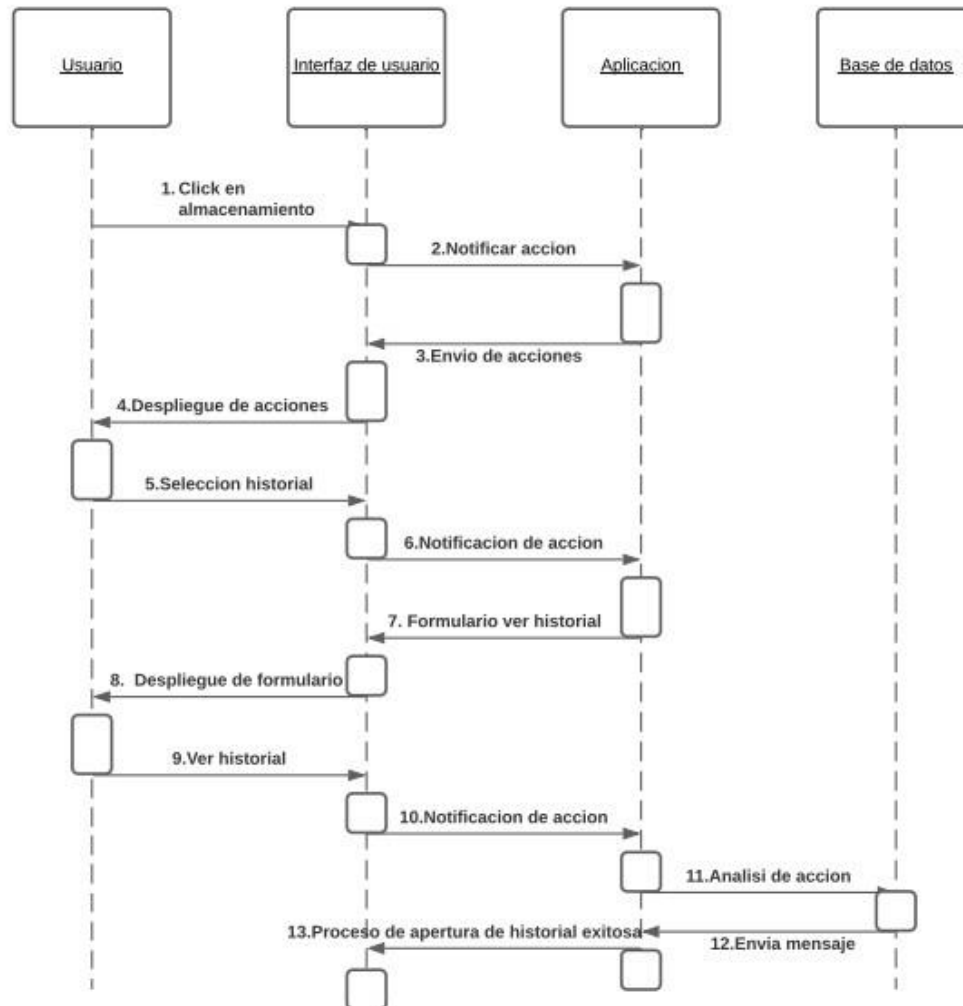 Usuario
Interfaz de usuario
Aplicacion
Base de datos
1. Click en
almacenamiento
2.Notificar accion
3.Envio de acciones
4.Despliegue de acciones
5.Seleccion historial
6.Notificacion de accion
7. Formulario ver historial
8. Despliegue de formulario
9.Ver historial
10.Notificacion de accion
11.Analisi de accion
13.Proceso de apertura de historial exitosa
12.Envia mensaje